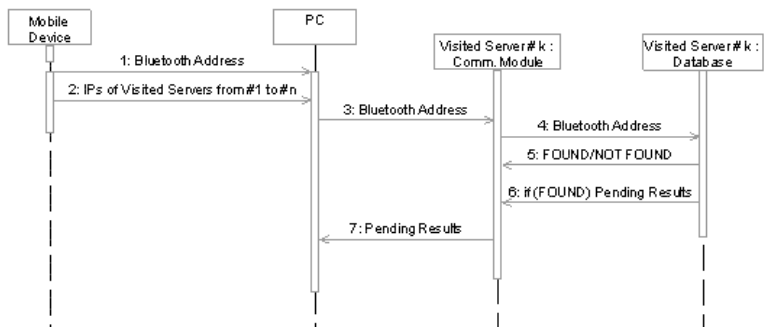 Mobile
Device
PC
Visited Server#k :
Comm. Module
Visited Server#k :
Database
1: Bluetooth Address
2: IPs of Visited Servers from #1 to #n
3: Bluetooth Address
4: Bluetooth Address
5: FOUND/NOT FOUND
6: if (FOUND) Pending Results
7: Pending Results